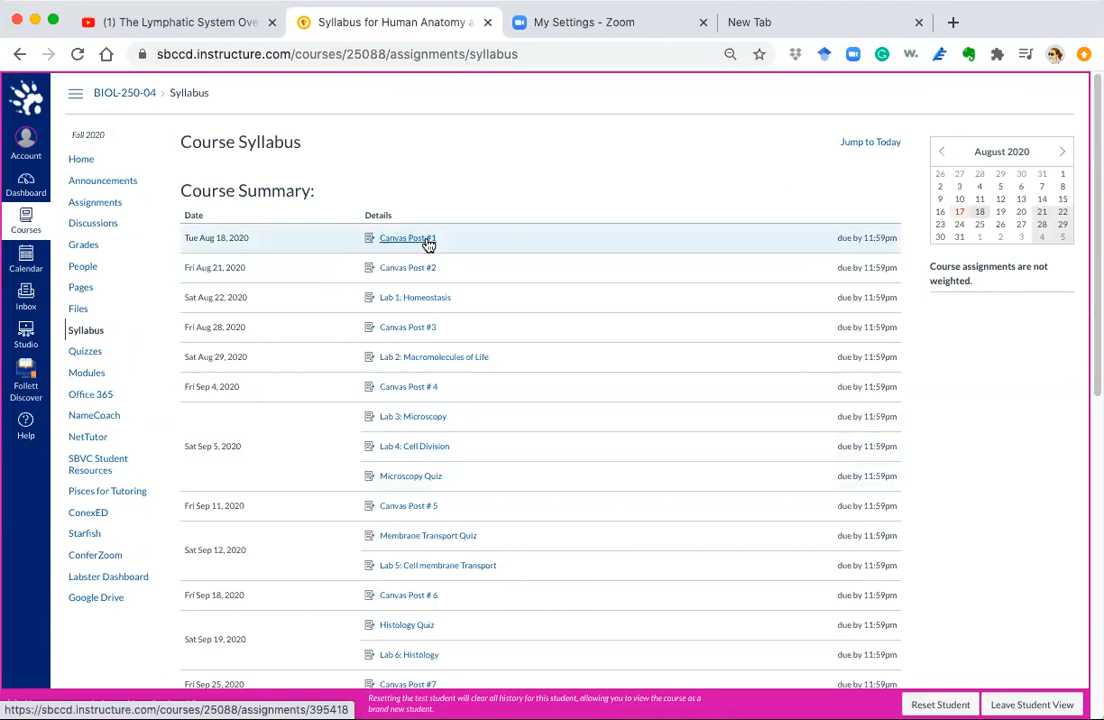 (1) The Lymphatic System Ove
Syllabus for Human Anatomy a
My Settings - Zoom
New Tab
sbccd.instructure.com/courses/25088/assignments/syllabus
BIOL-250-04 › Syllabus
Account
Dashboard
Courses
Calendar
Inbox
Studio
Follett
Discover
Help
Fall 2020
Home
Announcements
Assignments
Discussions
Grades
People
Pages
Files
Syllabus
Quizzes
Modules
Office 365
NameCoach
NetTutor
SBVC Student
Resources
Pisces for Tutoring
ConexED
Starfish
ConferZoom
Labster Dashboard
Google Drive
Course Syllabus
Jump to Today
Course Summary:
Date Details
Tue Aug 18, 2020 Canvas Post #1 due by 11:59pm
Fri Aug 21, 2020 Canvas Post #2 due by 11:59pm
Sat Aug 22, 2020 Lab 1: Homeostasis due by 11:59pm
Fri Aug 28, 2020 Canvas Post #3 due by 11:59pm
Sat Aug 29, 2020 Lab 2: Macromolecules of Life due by 11:59pm
Fri Sep 4, 2020 Canvas Post # 4 due by 11:59pm
Lab 3: Microscopy due by 11:59pm
Sat Sep 5, 2020 Lab 4: Cell Division due by 11:59pm
Microscopy Quiz due by 11:59pm
Fri Sep 11, 2020 Canvas Post # 5 due by 11:59pm
Membrane Transport Quiz due by 11:59pm
Sat Sep 12, 2020
Lab 5: Cell membrane Transport due by 11:59pm
Fri Sep 18, 2020 Canvas Post # 6 due by 11:59pm
Histology Quiz due by 11:59pm
Sat Sep 19, 2020
Lab 6: Histology due by 11:59pm
Fri Sep 25, 2020 Canvas Post #7 due by 11:59pm
August 2020
26 27 28 29 30 31 1
2 3 4 5 6 7 8
9 10 11 12 13 14 15
16 17 18 19 20 21 22
23 24 25 26 27 28 29
30 31 1 2 3 4 5
Course assignments are not
weighted.
https://sbccd.instructure.com/courses/25088/assignments/395418
Resetting the test student will clear all history for this student, allowing you to view the course as a
brand new student.
Reset Student
Leave Student View